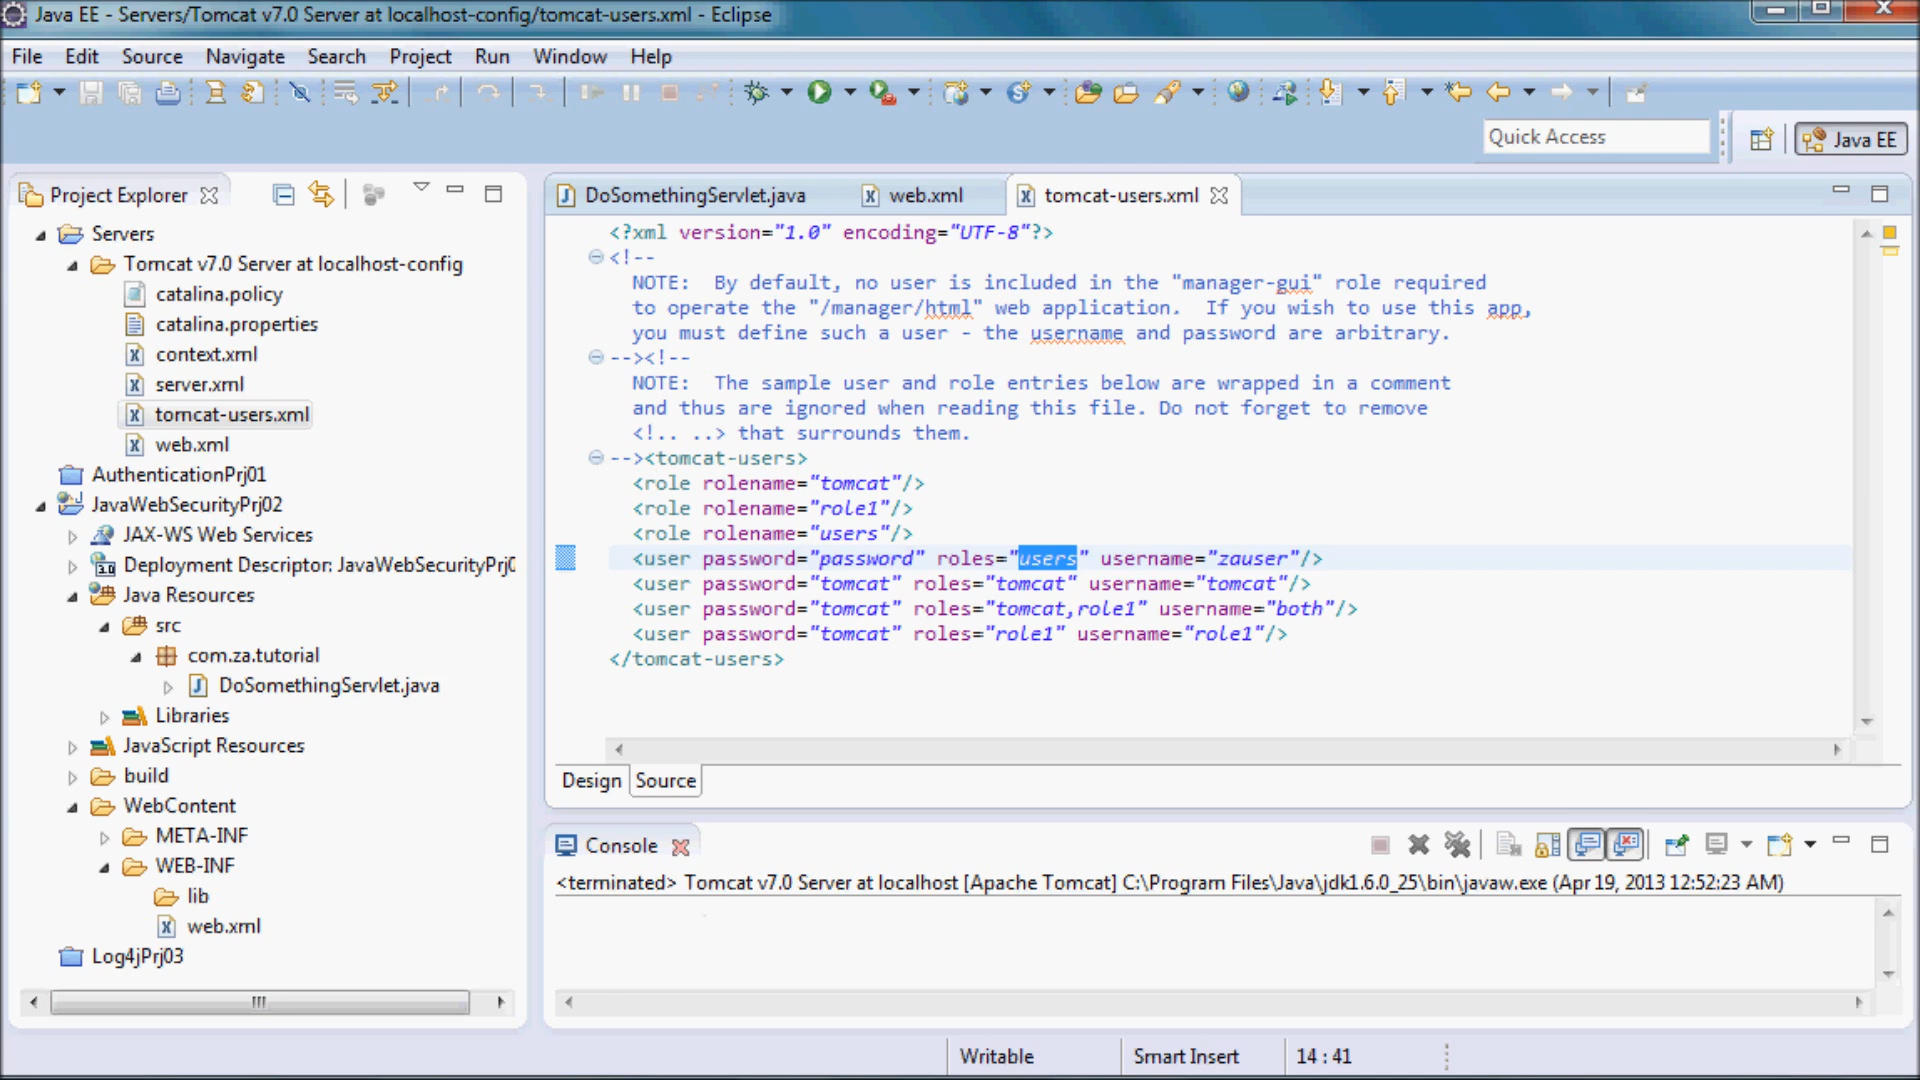 Java EE - Servers/Tomcat v7.0 Server at localhost-config/tomcat-users.xml - Eclipse
File Edit Source Navigate Search Project Run Window Help
Quick Access
Java EE
Project Explorer
Servers
Tomcat v7.0 Server at localhost-config
catalina.policy
catalina.properties
context.xml
server.xml
tomcat-users.xml
web.xml
AuthenticationPrj01
JavaWebSecurityPrj02
JAX-WS Web Services
Deployment Descriptor: JavaWebSecurityPrj0
Java Resources
src
com.za.tutorial
DoSomethingServlet.java
Libraries
JavaScript Resources
build
WebContent
META-INF
WEB-INF
lib
web.xml
Log4jPrj03
DoSomethingServlet.java web.xml tomcat-users.xml
<?xml version="1.0" encoding="UTF-8"?>
<!--
NOTE:  By default, no user is included in the "manager-gui" role required
to operate the "/manager/html" web application.  If you wish to use this app,
you must define such a user - the username and password are arbitrary.
--><!--
NOTE:  The sample user and role entries below are wrapped in a comment
and thus are ignored when reading this file. Do not forget to remove
<!.. ..> that surrounds them.
--><tomcat-users>
<role rolename="tomcat"/>
<role rolename="role1"/>
<role rolename="users"/>
<user password="password" roles="users" username="zauser"/>
<user password="tomcat" roles="tomcat" username="tomcat"/>
<user password="tomcat" roles="tomcat,role1" username="both"/>
<user password="tomcat" roles="role1" username="role1"/>
</tomcat-users>
Design Source
Console
<terminated> Tomcat v7.0 Server at localhost [Apache Tomcat] C:\Program Files\Java\jdk1.6.0_25\bin\javaw.exe (Apr 19, 2013 12:52:23 AM)
Writable Smart Insert 14 : 41